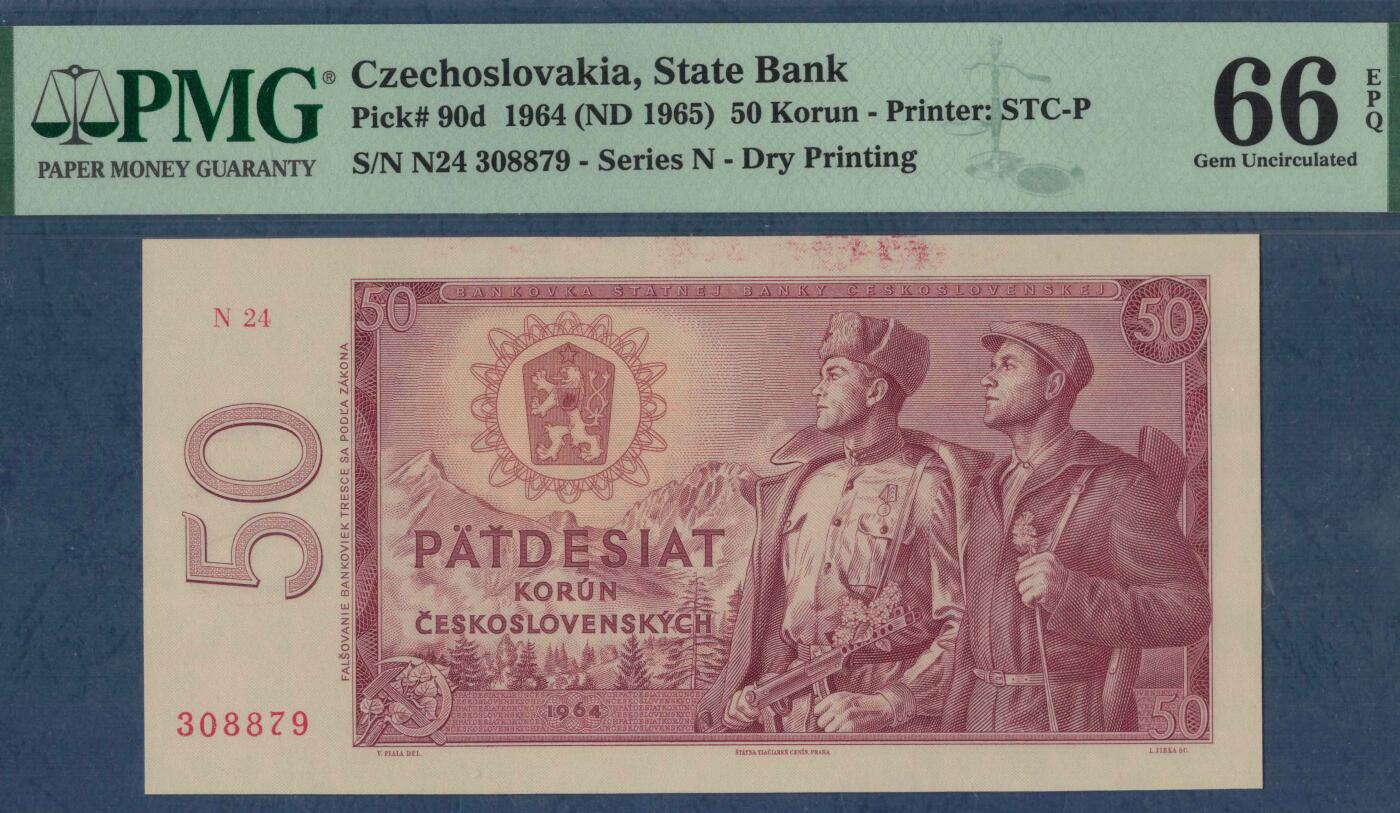 PMG®
PAPER MONEY GUARANTY
Czechoslovakia, State Bank
Pick# 90d 1964 (ND 1965) 50 Korun - Printer: STC-P
S/N N24 308879 - Series N - Dry Printing
66
EPQ
Gem Uncirculated
50
BANKOVKA ŠTÁTNEJ BANKY ČESKOSLOVENSKEJ
50
N 24
50
FALŠOVANIE BANKOVIEK TRESCE SA PODĽA ZÁKONA
PÄŤDESIAT
KORÚN
ČESKOSLOVENSKÝCH
308879
1964
50
V. FIALA DEL.
ŠTÁTNA TLAČIAREŇ CENÍN, PRAHA
L. JIRKA SC.